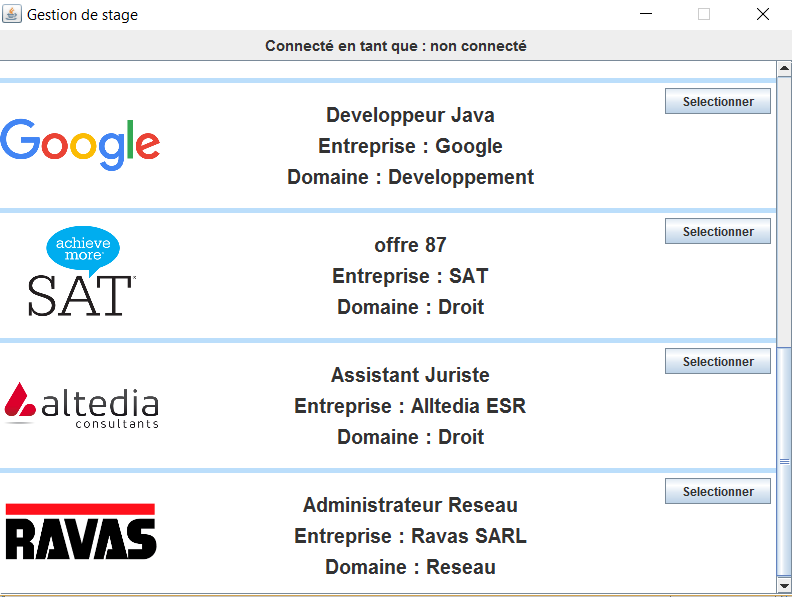 Gestion de stage
Connecté en tant que : non connecté
Google
Developpeur Java
Entreprise : Google
Domaine : Developpement
Selectionner
achieve
more
SAT
offre 87
Entreprise : SAT
Domaine : Droit
Selectionner
altedia
consultants
Assistant Juriste
Entreprise : Alltedia ESR
Domaine : Droit
Selectionner
RAVAS
Administrateur Reseau
Entreprise : Ravas SARL
Domaine : Reseau
Selectionner